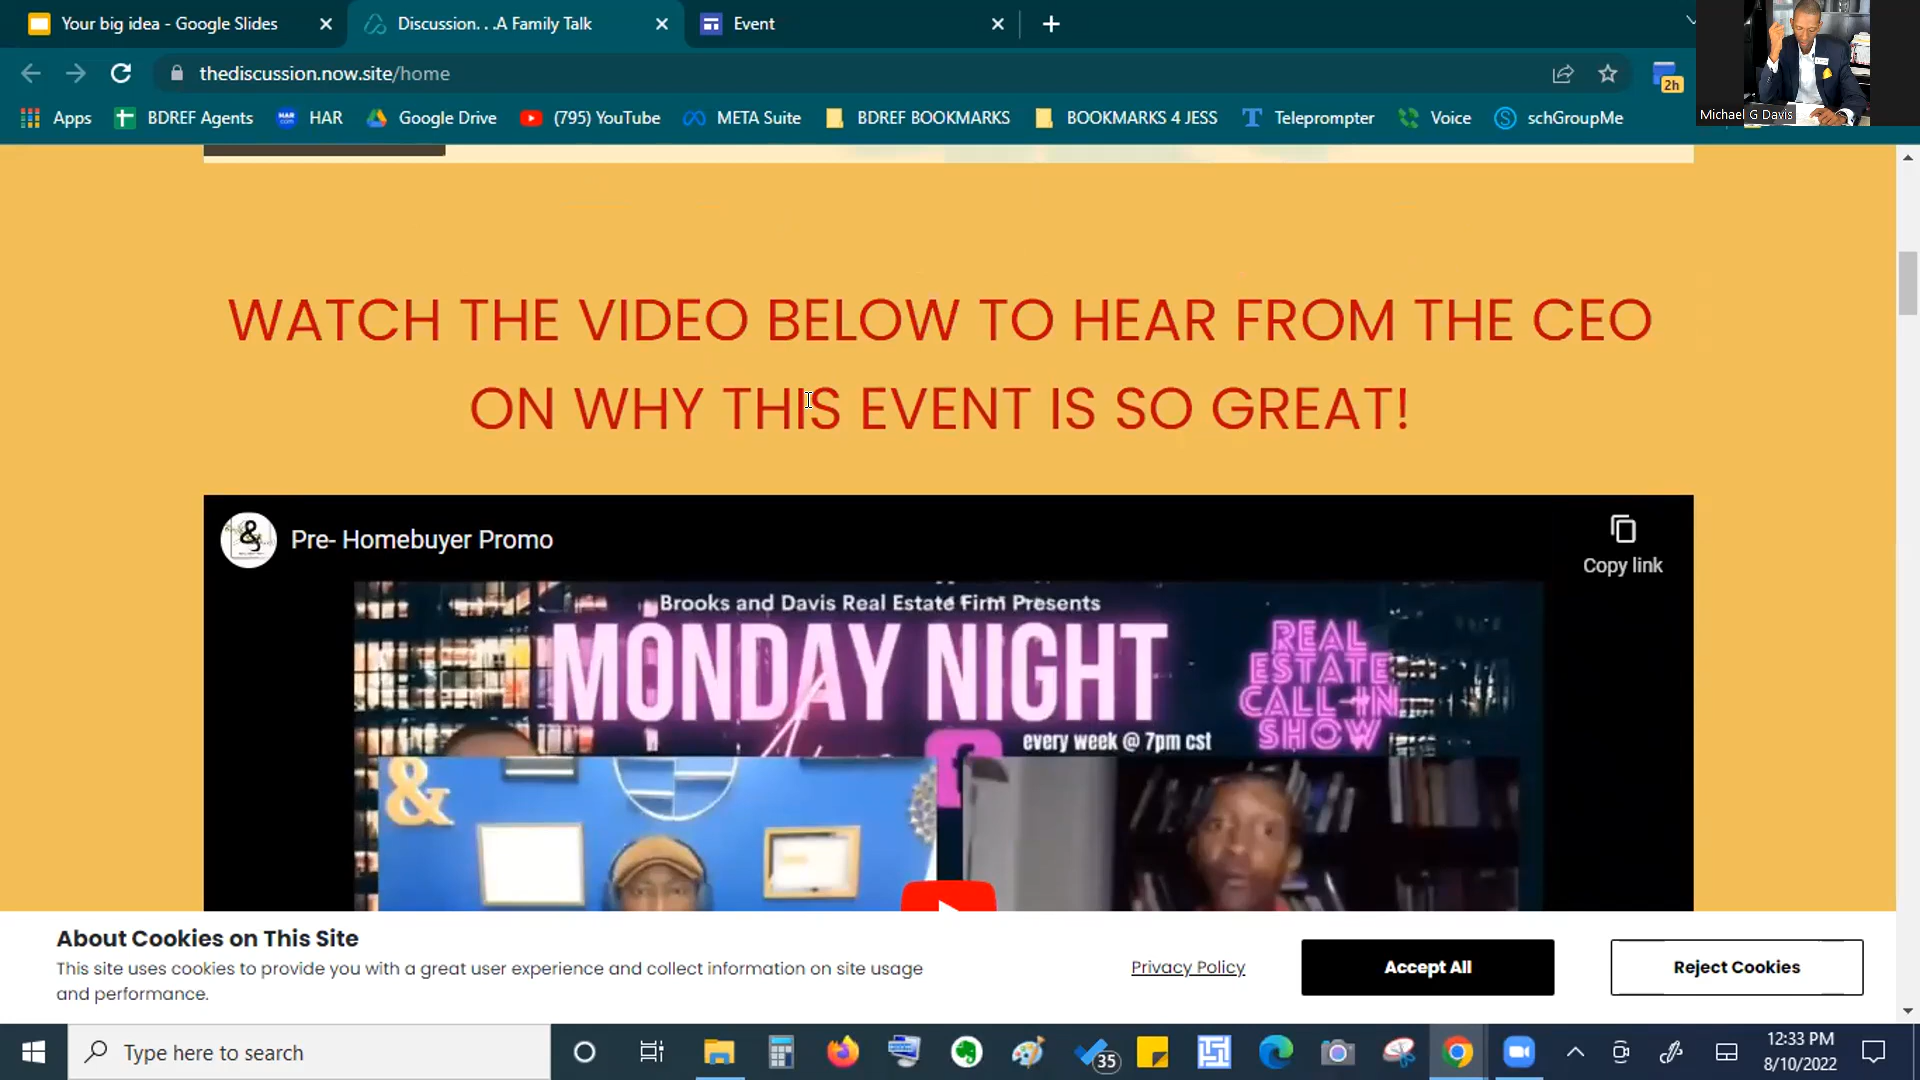 Your big idea - Google Slides
Discussion. . .A Family Talk
Event
thediscussion.now.site/home
2h
Michael G Davis
Apps
BDREF Agents
HAR
Google Drive
(795) YouTube
META Suite
BDREF BOOKMARKS
BOOKMARKS 4 JESS
Teleprompter
Voice
schGroupMe
WATCH THE VIDEO BELOW TO HEAR FROM THE CEO
ON WHY THIS EVENT IS SO GREAT!
&
Pre- Homebuyer Promo
Copy link
Brooks and Davis Real Estate Firm Presents
MONDAY NIGHT
REAL
ESTATE
CALL-IN
SHOW
every week @ 7pm cst
&
About Cookies on This Site
This site uses cookies to provide you with a great user experience and collect information on site usage
and performance.
Privacy Policy
Accept All
Reject Cookies
Type here to search
35
12:33 PM
8/10/2022